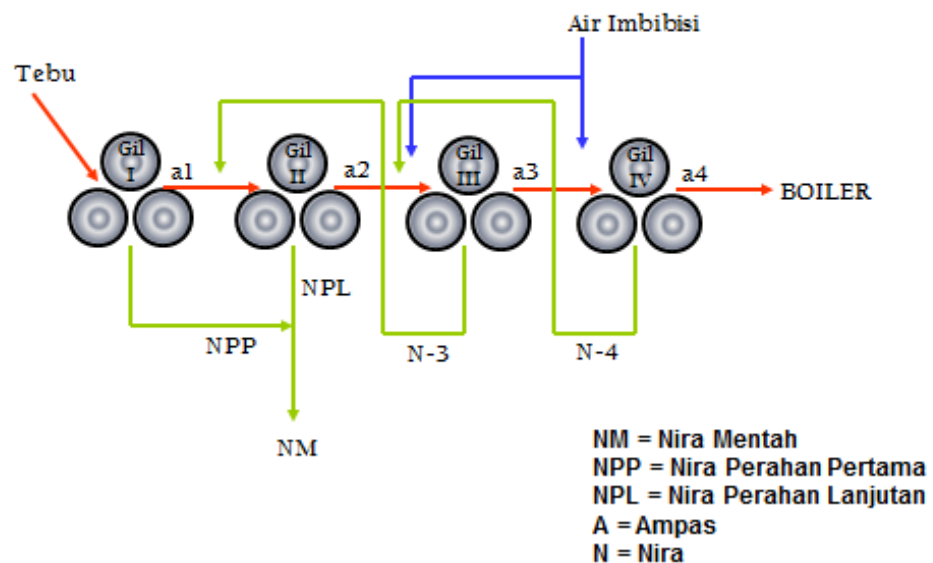 Air Imbibisi
Tebu
Gil
I
a1
Gil
II
a2
Gil
III
a3
Gil
IV
a4
BOILER
NPL
NPP
N-3
N-4
NM
NM = Nira Mentah
NPP = Nira Perahan Pertama
NPL = Nira Perahan Lanjutan
A = Ampas
N = Nira